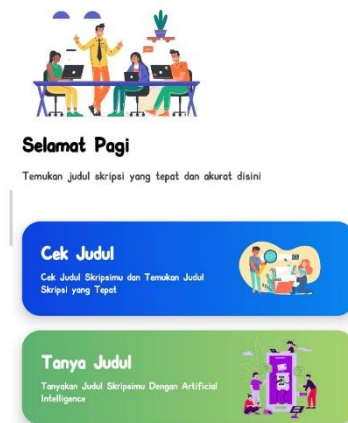 Selamat Pagi
Temukan judul skripsi yang tepat dan akurat disini
Cek Judul
Cek Judul Skripsimu dan Temukan Judul
Skripsi yang Tepat
Tanya Judul
Tanyakan Judul Skripsimu Dengan Artificial
Intelligence